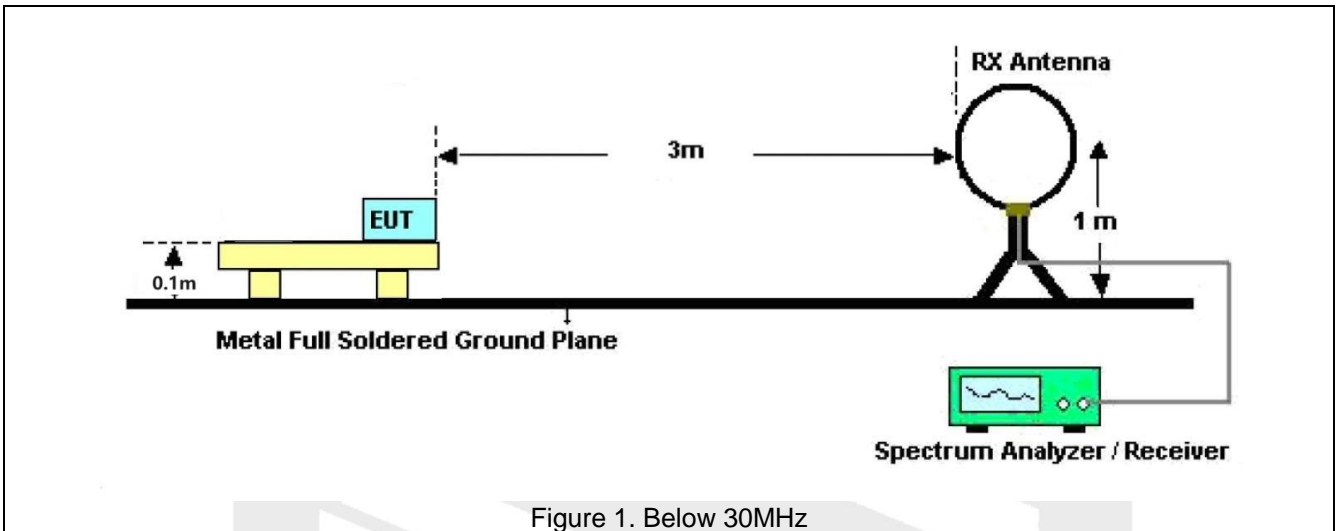 RX Antenna
3m
EUT
1 m
0.1m
Metal Full Soldered Ground Plane
Spectrum Analyzer / Receiver
Figure 1. Below 30MHz